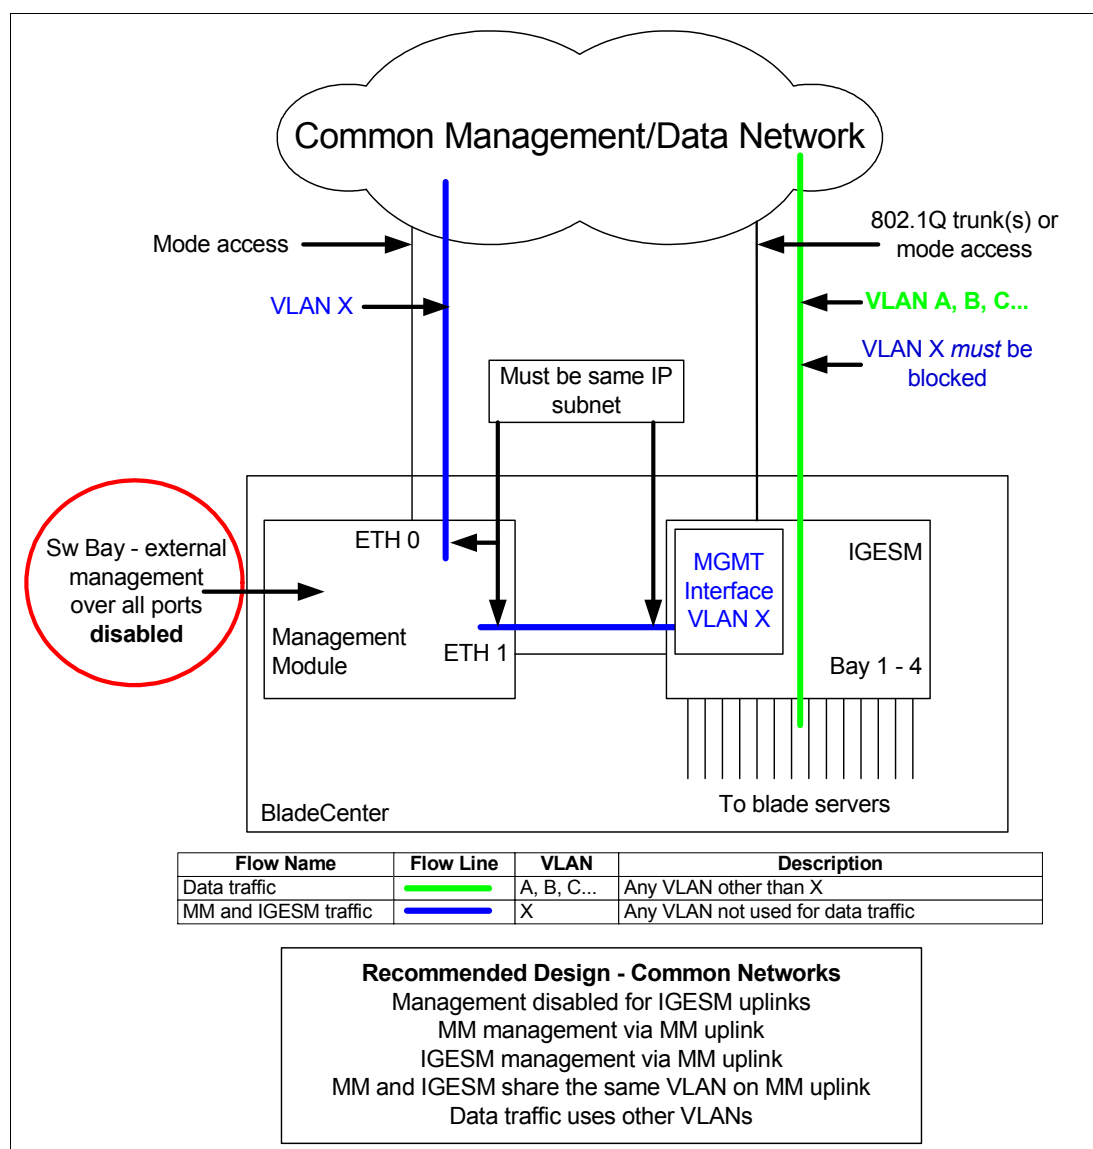 Common Management/Data Network
Mode access
802.1Q trunk(s) or
mode access
VLAN X
VLAN A, B, C...
VLAN X must be
blocked
Must be same IP
subnet
Sw Bay - external
management
over all ports
disabled
ETH 0
Management
Module
ETH 1
MGMT
Interface
VLAN X
IGESM
Bay 1 - 4
To blade servers
BladeCenter
Flow Name Flow Line VLAN Description
Data traffic A, B, C... Any VLAN other than X
MM and IGESM traffic X Any VLAN not used for data traffic
Recommended Design - Common Networks
Management disabled for IGESM uplinks
MM management via MM uplink
IGESM management via MM uplink
MM and IGESM share the same VLAN on MM uplink
Data traffic uses other VLANs